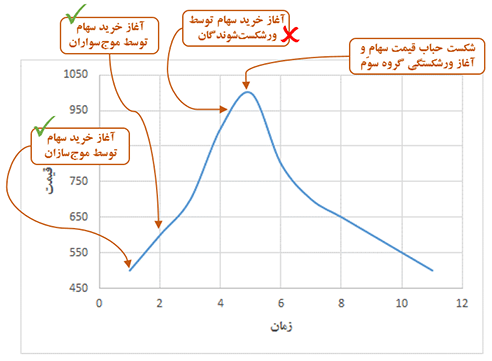 آغاز خرید سهام
توسط موج‌سواران
آغاز خرید سهام توسط
ورشکست‌شوندگان
شکست حباب قیمت سهام و
آغاز ورشکستگی گروه سوّم
آغاز خرید سهام
توسط موج‌سازان
قیمت
1050
950
750
650
550
450
0 2 4 6 8 10 12
زمان